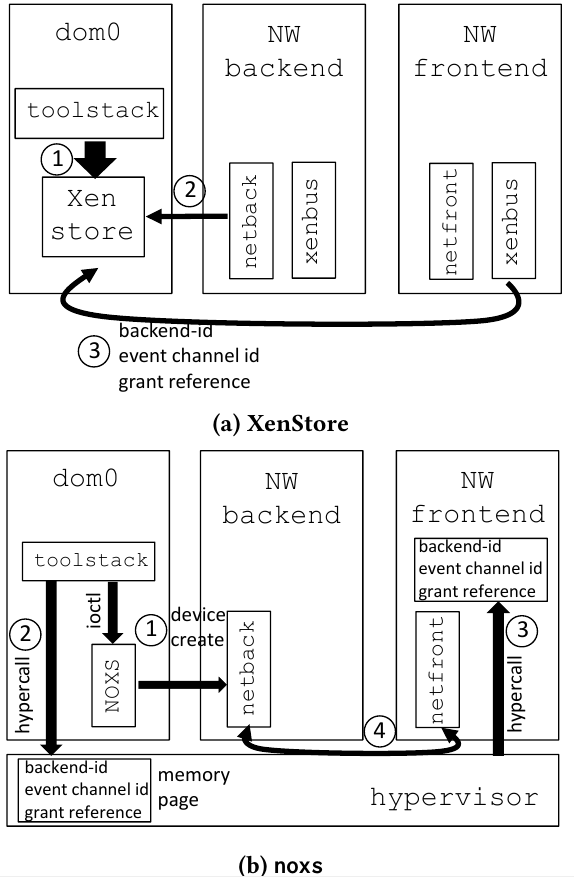 dom0
NW
backend
NW
frontend
toolstack
1
Xen
store
2
netback
xenbus
netfront
xenbus
3
backend-id
event channel id
grant reference
(a) XenStore
dom0
NW
backend
NW
frontend
toolstack
backend-id
event channel id
grant reference
2
hypercall
ioctl
1
device
create
NOXS
netback
netfront
3
hypercall
4
backend-id
event channel id
grant reference
memory
page
hypervisor
(b) noxs